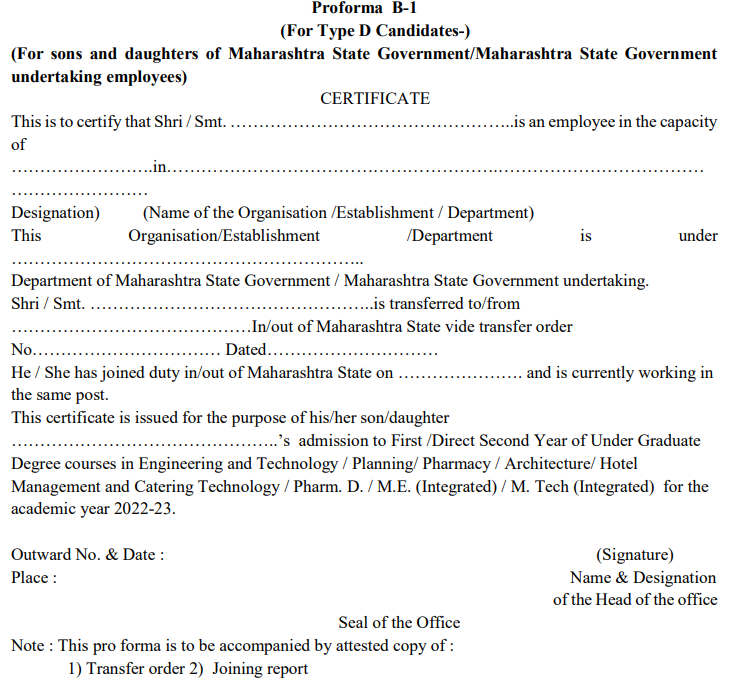 Proforma B-1
(For Type D Candidates-)
(For sons and daughters of Maharashtra State Government/Maharashtra State Government
undertaking employees)
CERTIFICATE
This is to certify that Shri / Smt. …………………………………………..is an employee in the capacity
of
…………………….in…………………………………………………..………………………………
……………………
Designation) (Name of the Organisation /Establishment / Department)
This Organisation/Establishment /Department is under
……………………………………………………..
Department of Maharashtra State Government / Maharashtra State Government undertaking.
Shri / Smt. …………………………………………..is transferred to/from
……………………………………In/out of Maharashtra State vide transfer order
No…………………………… Dated…………………………
He / She has joined duty in/out of Maharashtra State on …………………. and is currently working in
the same post.
This certificate is issued for the purpose of his/her son/daughter
………………………………………..’s admission to First /Direct Second Year of Under Graduate
Degree courses in Engineering and Technology / Planning/ Pharmacy / Architecture/ Hotel
Management and Catering Technology / Pharm. D. / M.E. (Integrated) / M. Tech (Integrated) for the
academic year 2022-23.
Outward No. & Date : (Signature)
Place : Name & Designation
of the Head of the office
Seal of the Office
Note : This pro forma is to be accompanied by attested copy of :
1) Transfer order 2) Joining report